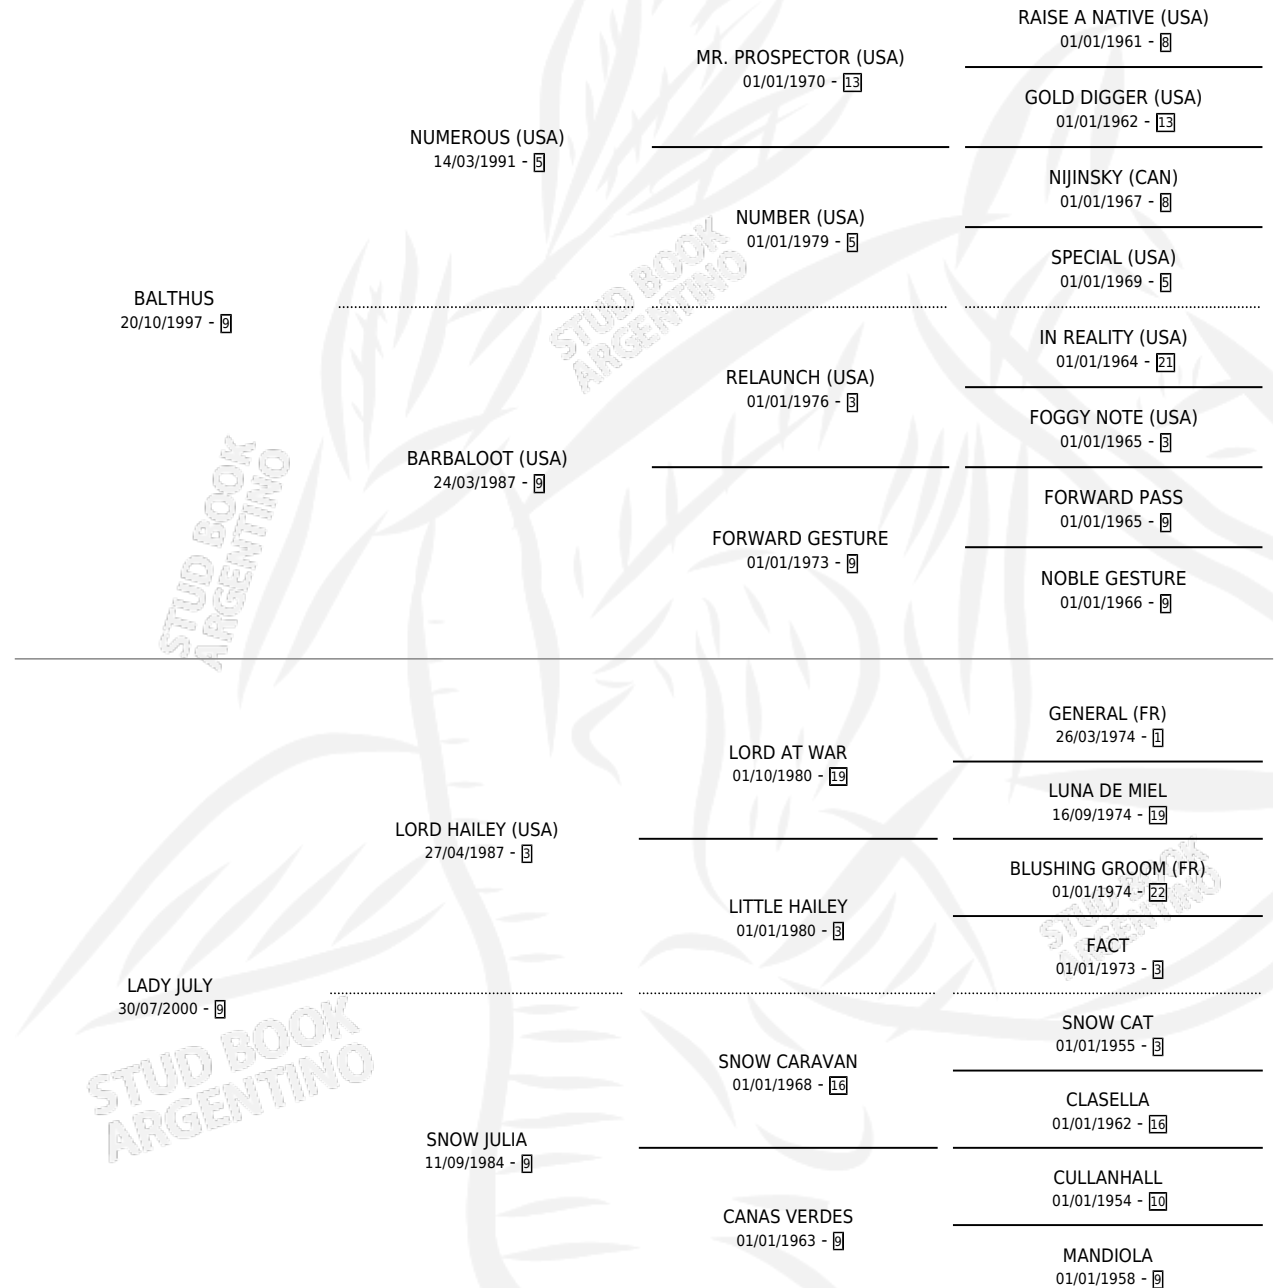 RAISE A NATIVE (USA)
01/01/1961 - 8
MR. PROSPECTOR (USA)
01/01/1970 - 13
GOLD DIGGER (USA)
01/01/1962 - 13
NUMEROUS (USA)
14/03/1991 - 5
NIJINSKY (CAN)
01/01/1967 - 8
NUMBER (USA)
01/01/1979 - 5
SPECIAL (USA)
01/01/1969 - 5
BALTHUS
20/10/1997 - 9
STUD BOOK
ARGENTINO
IN REALITY (USA)
01/01/1964 - 21
RELAUNCH (USA)
01/01/1976 - 3
FOGGY NOTE (USA)
01/01/1965 - 3
BARBALOOT (USA)
24/03/1987 - 9
FORWARD PASS
01/01/1965 - 9
FORWARD GESTURE
01/01/1973 - 9
NOBLE GESTURE
01/01/1966 - 9
STUD BOOK
ARGENTINO
GENERAL (FR)
26/03/1974 - 1
LORD AT WAR
01/10/1980 - 19
LUNA DE MIEL
16/09/1974 - 19
LORD HAILEY (USA)
27/04/1987 - 3
BLUSHING GROOM (FR)
01/01/1974 - 22
STUD BOOK
ARGENTINO
LITTLE HAILEY
01/01/1980 - 3
FACT
01/01/1973 - 3
LADY JULY
30/07/2000 - 9
STUD BOOK
ARGENTINO
SNOW CAT
01/01/1955 - 3
SNOW CARAVAN
01/01/1968 - 16
CLASELLA
01/01/1962 - 16
SNOW JULIA
11/09/1984 - 9
CULLANHALL
01/01/1954 - 10
CANAS VERDES
01/01/1963 - 9
MANDIOLA
01/01/1958 - 9